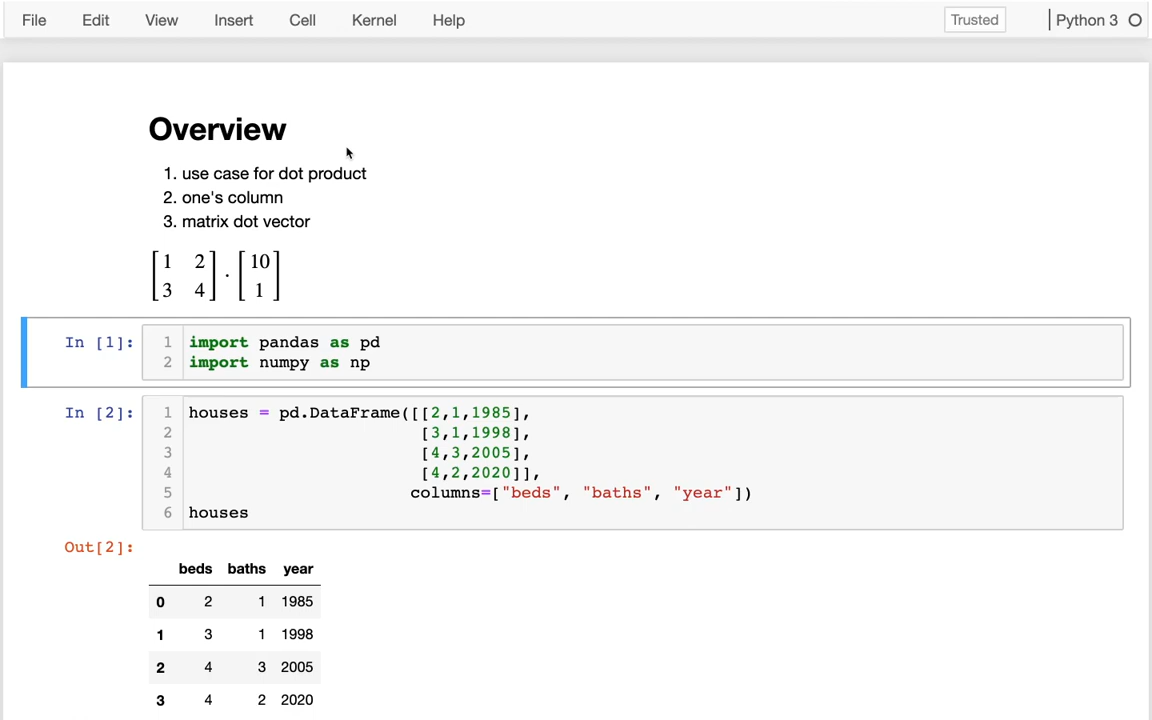 File Edit View Insert Cell Kernel Help Trusted Python 3
Overview
1. use case for dot product
2. one's column
3. matrix dot vector
[1 2] · [10]
[3 4] [1]
In [1]: 1 import pandas as pd
2 import numpy as np
In [2]: 1 houses = pd.DataFrame([[2,1,1985],
2 [3,1,1998],
3 [4,3,2005],
4 [4,2,2020]],
5 columns=["beds", "baths", "year"])
6 houses
Out[2]:
beds baths year
0 2 1 1985
1 3 1 1998
2 4 3 2005
3 4 2 2020